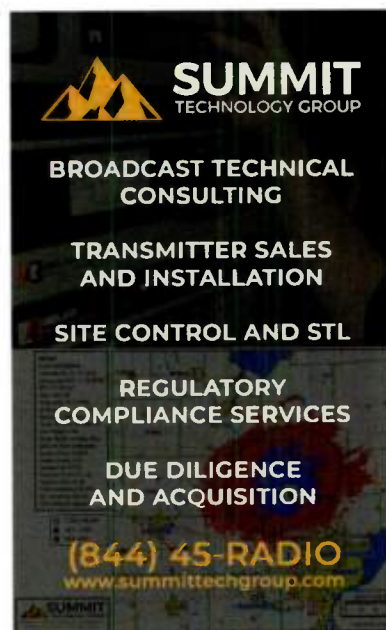 SUMMIT
TECHNOLOGY GROUP
BROADCAST TECHNICAL
CONSULTING
TRANSMITTER SALES
AND INSTALLATION
SITE CONTROL AND STL
REGULATORY
COMPLIANCE SERVICES
DUE DILIGENCE
AND ACQUISITION
(844) 45-RADIO
www.summittechgroup.com
SUMMIT